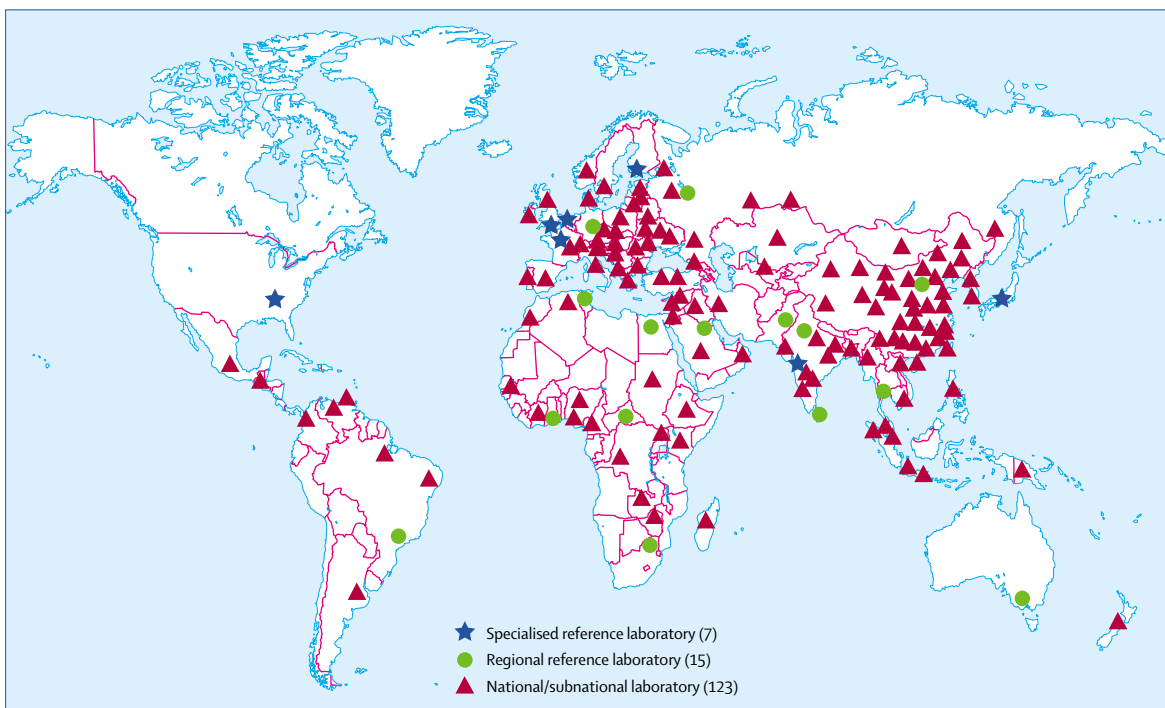 Specialised reference laboratory (7)
Regional reference laboratory (15)
National/subnational laboratory (123)